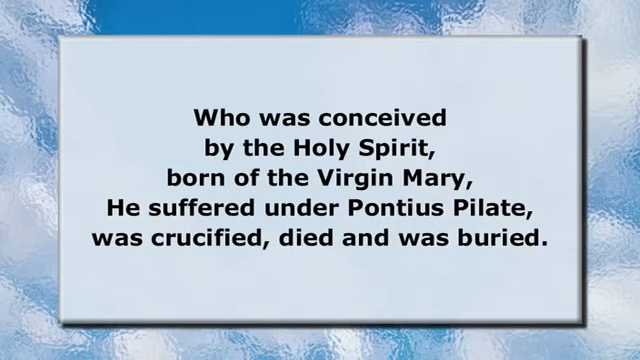 Who was conceived
by the Holy Spirit,
born of the Virgin Mary,
He suffered under Pontius Pilate,
was crucified, died and was buried.